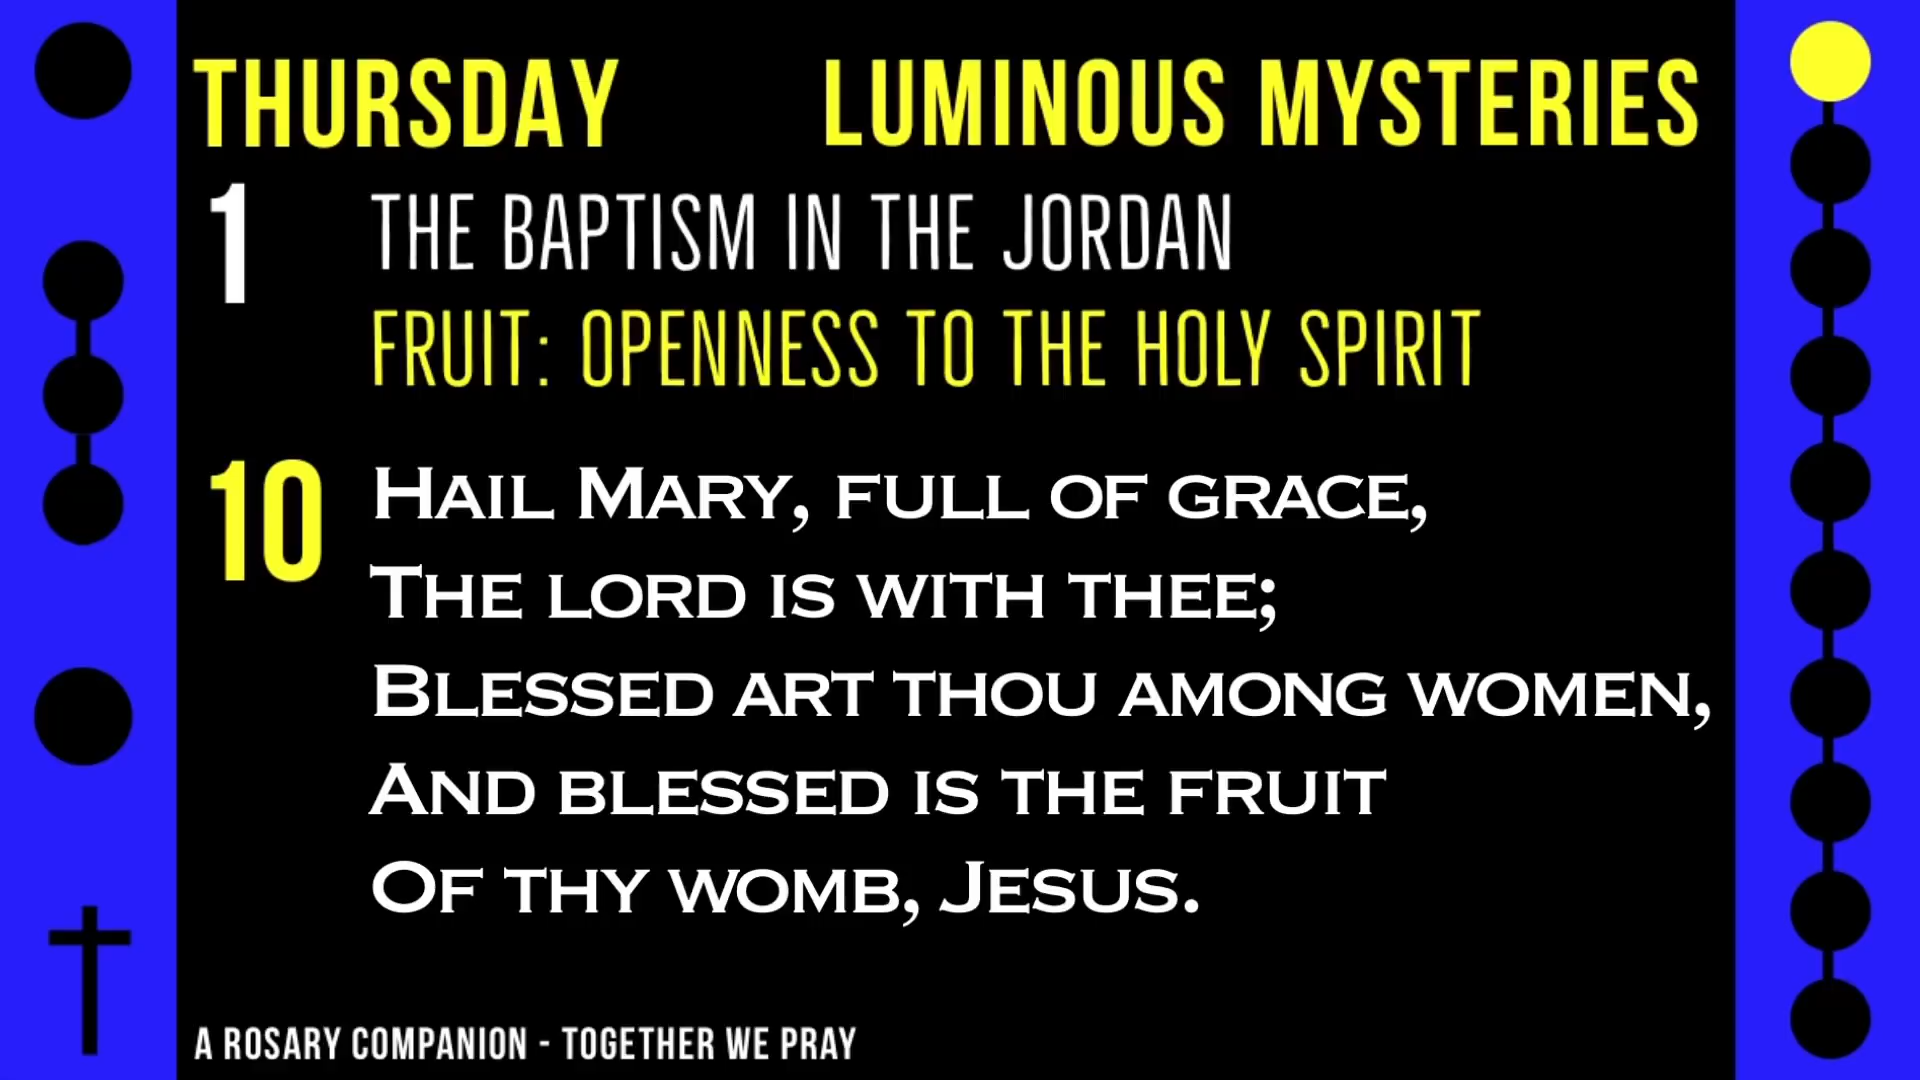 THURSDAY LUMINOUS MYSTERIES
1 THE BAPTISM IN THE JORDAN
FRUIT: OPENNESS TO THE HOLY SPIRIT
10 HAIL MARY, FULL OF GRACE,
THE LORD IS WITH THEE;
BLESSED ART THOU AMONG WOMEN,
AND BLESSED IS THE FRUIT
OF THY WOMB, JESUS.
A ROSARY COMPANION - TOGETHER WE PRAY